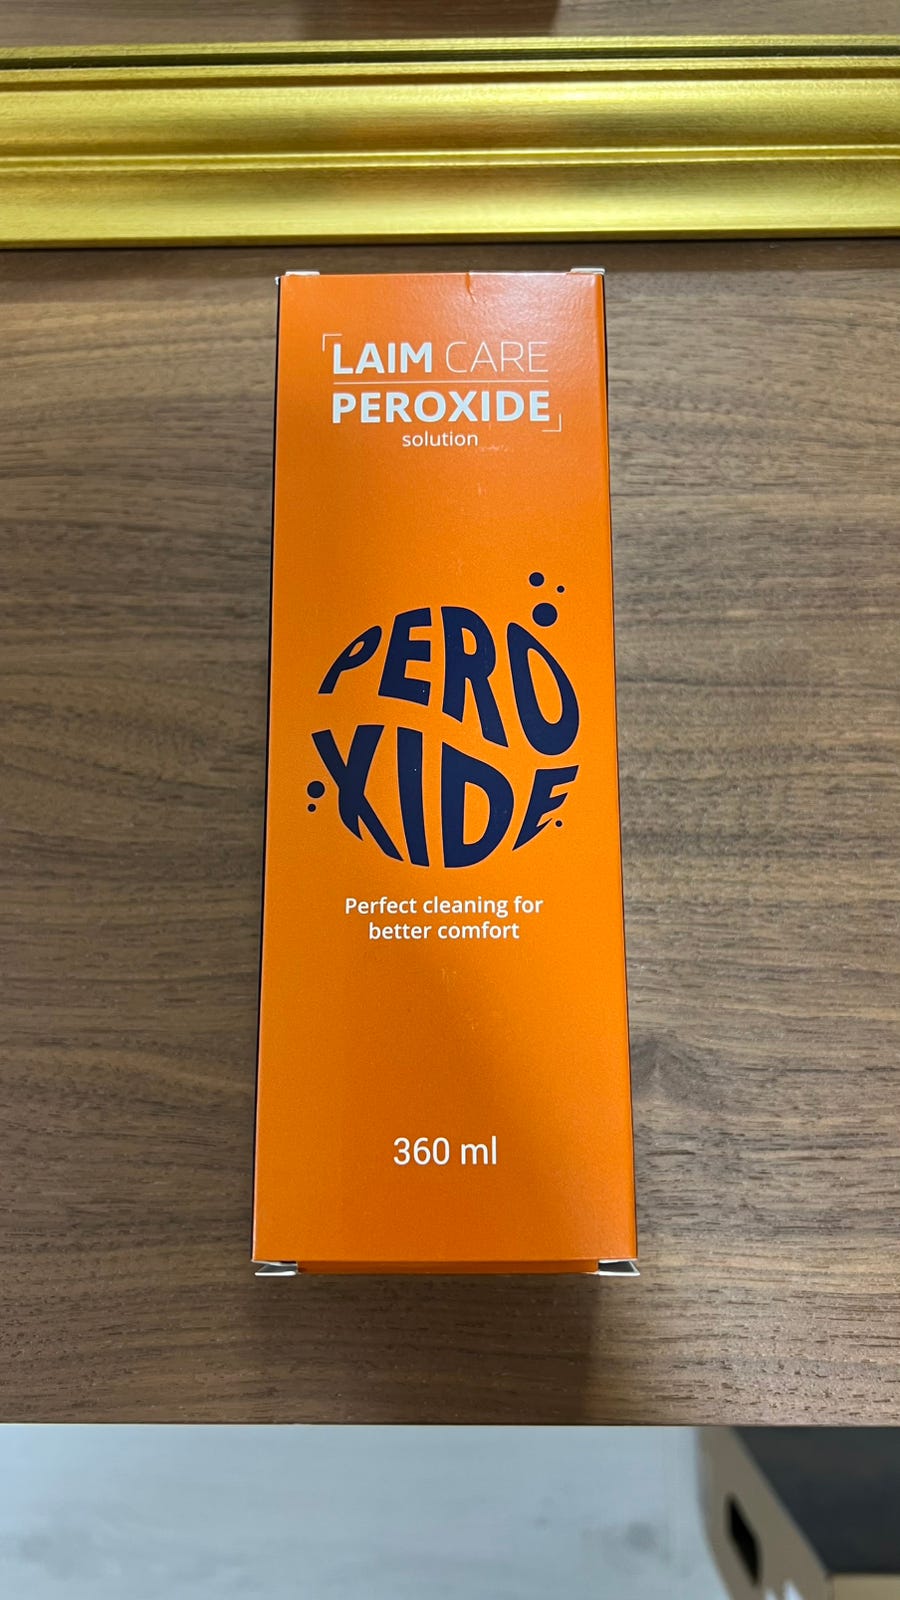 LAIM CARE
PEROXIDE
solution
PERO
XIDE
Perfect cleaning for
better comfort
360 ml